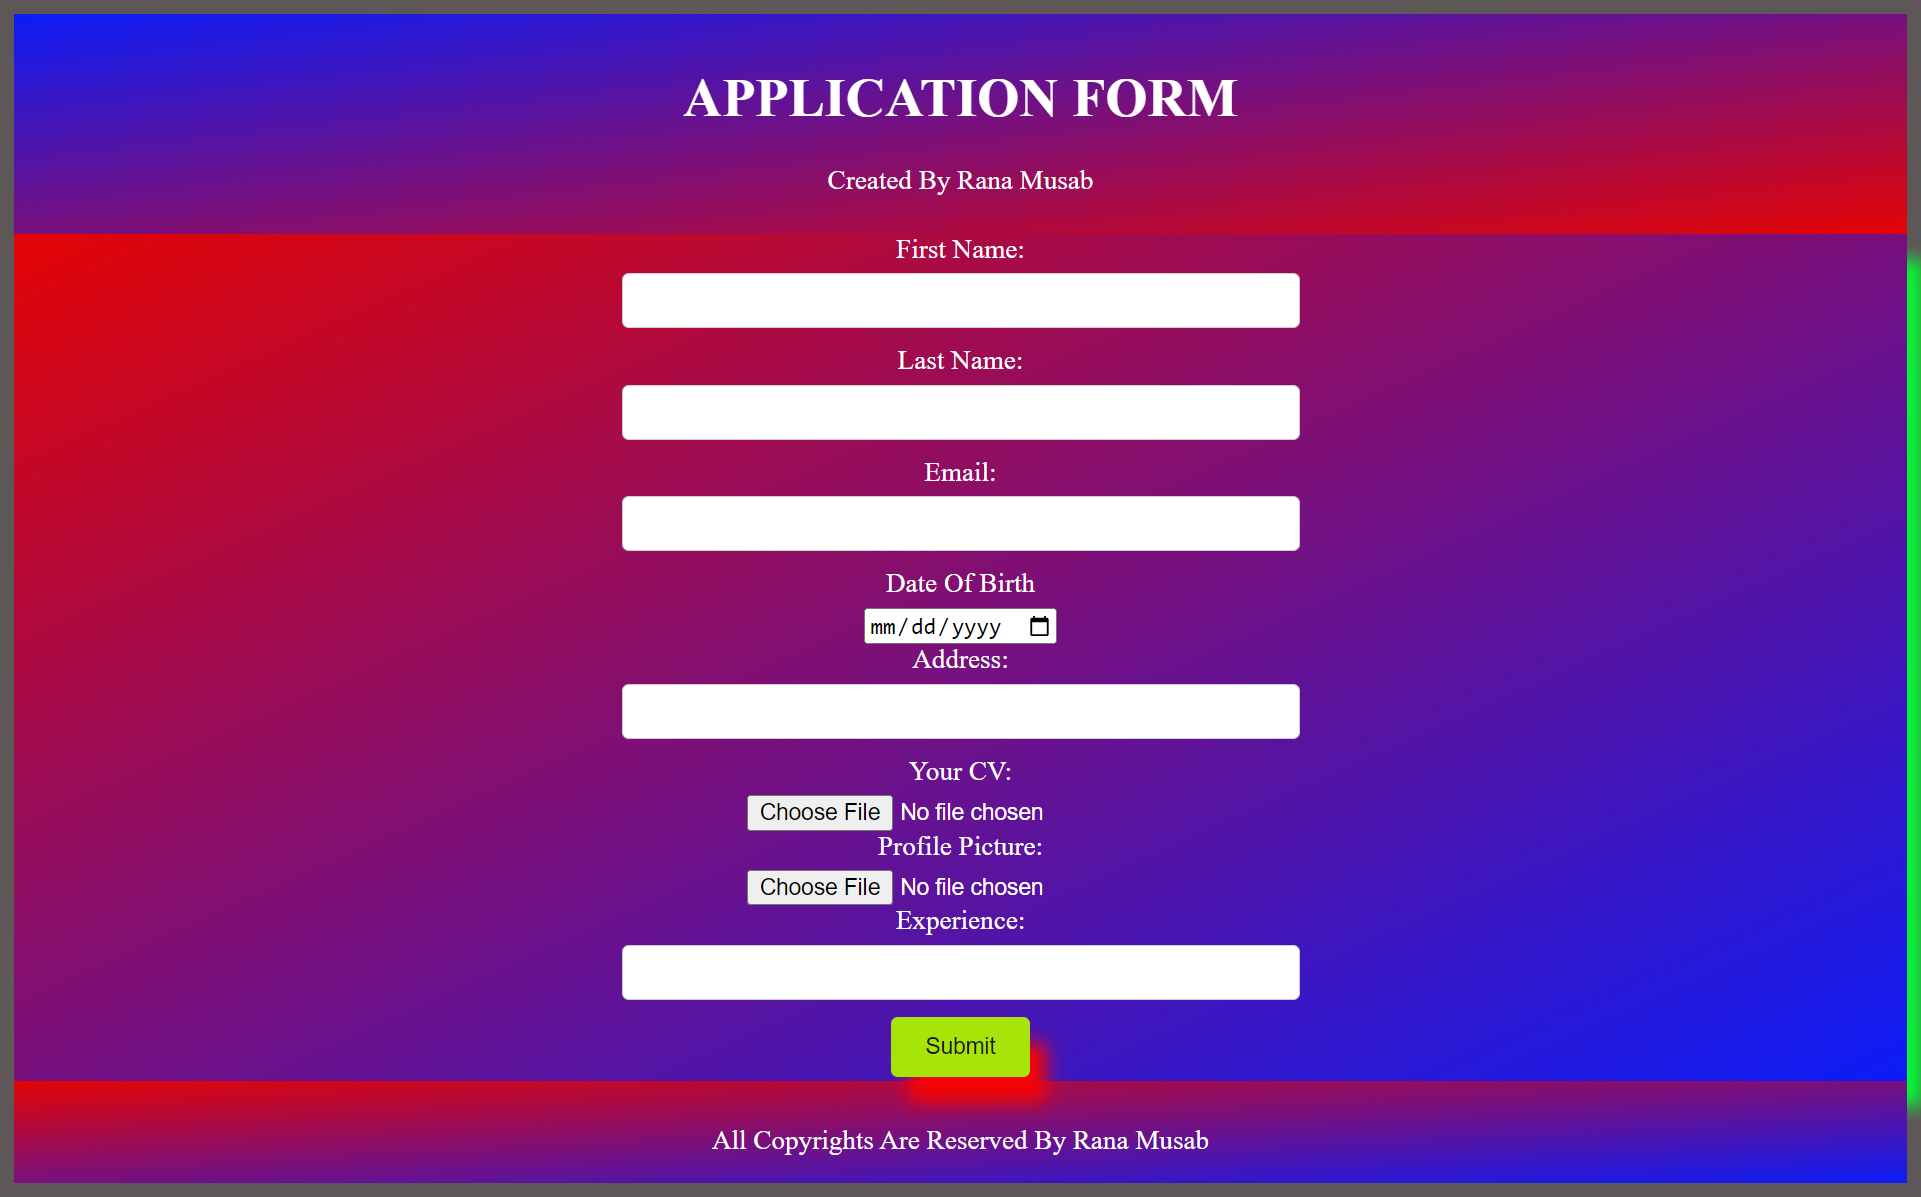 APPLICATION FORM
Created By Rana Musab
First Name:
Last Name:
Email:
Date Of Birth
mm/dd/yyyy
Address:
Your CV:
Choose File No file chosen
Profile Picture:
Choose File No file chosen
Experience:
Submit
All Copyrights Are Reserved By Rana Musab